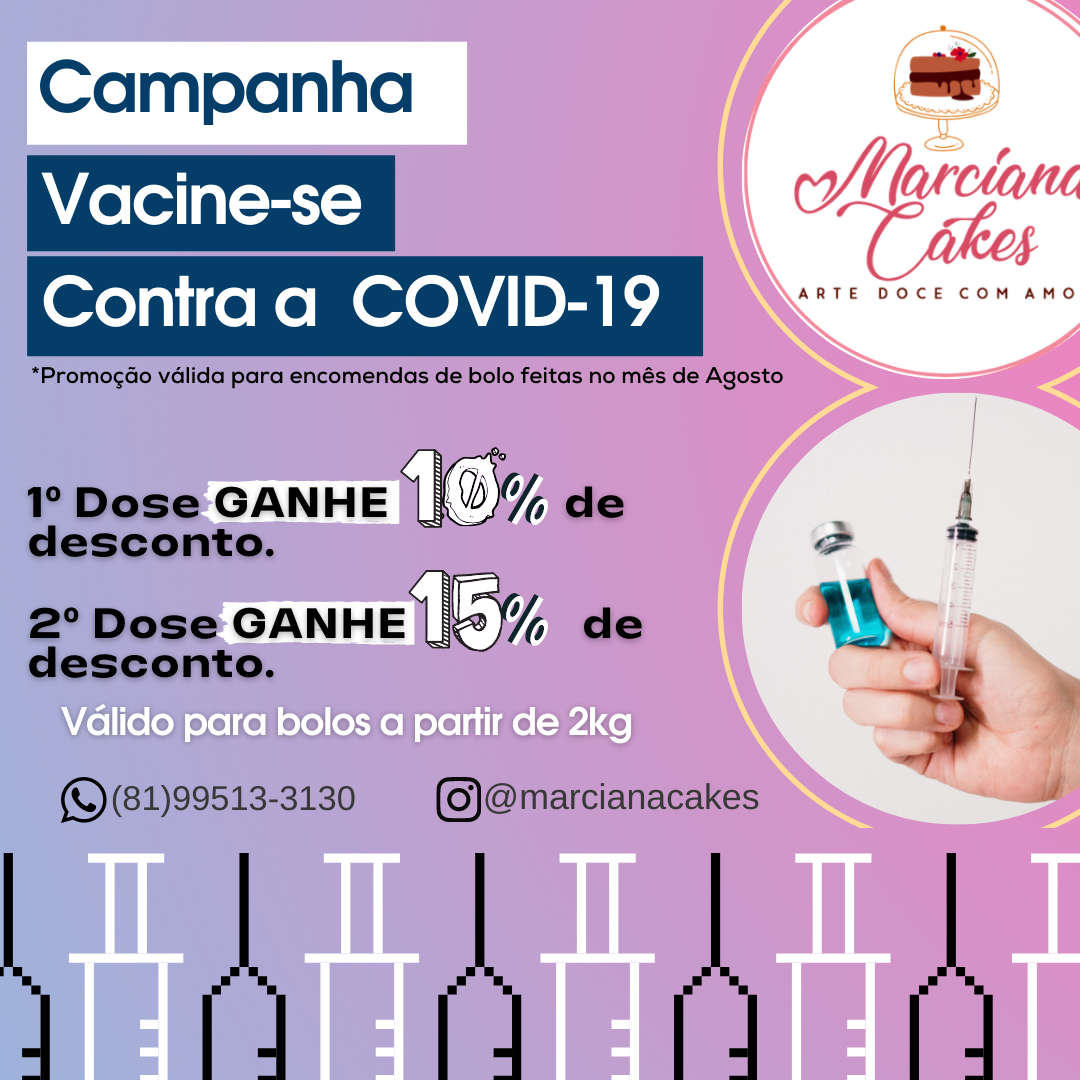 Campanha
Vacine-se
Contra a COVID-19
*Promoção válida para encomendas de bolo feitas no mês de Agosto
Marciana
Cakes
ARTE DOCE COM AMO
1º Dose GANHE 10% de
desconto.
2º Dose GANHE 15% de
desconto.
Válido para bolos a partir de 2kg
(81)99513-3130
@marcianacakes